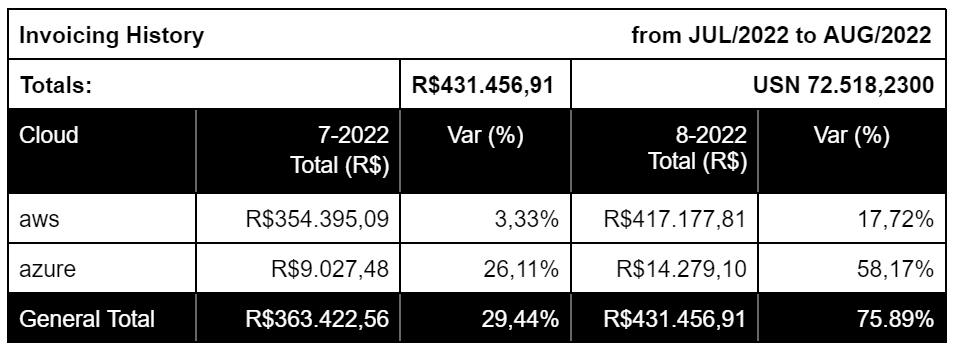 Invoicing History from JUL/2022 to AUG/2022
Totals: R$431.456,91 USN 72.518,2300
Cloud 7-2022 Total (R$) Var (%) 8-2022 Total (R$) Var (%)
aws R$354.395,09 3,33% R$417.177,81 17,72%
azure R$9.027,48 26,11% R$14.279,10 58,17%
General Total R$363.422,56 29,44% R$431.456,91 75.89%